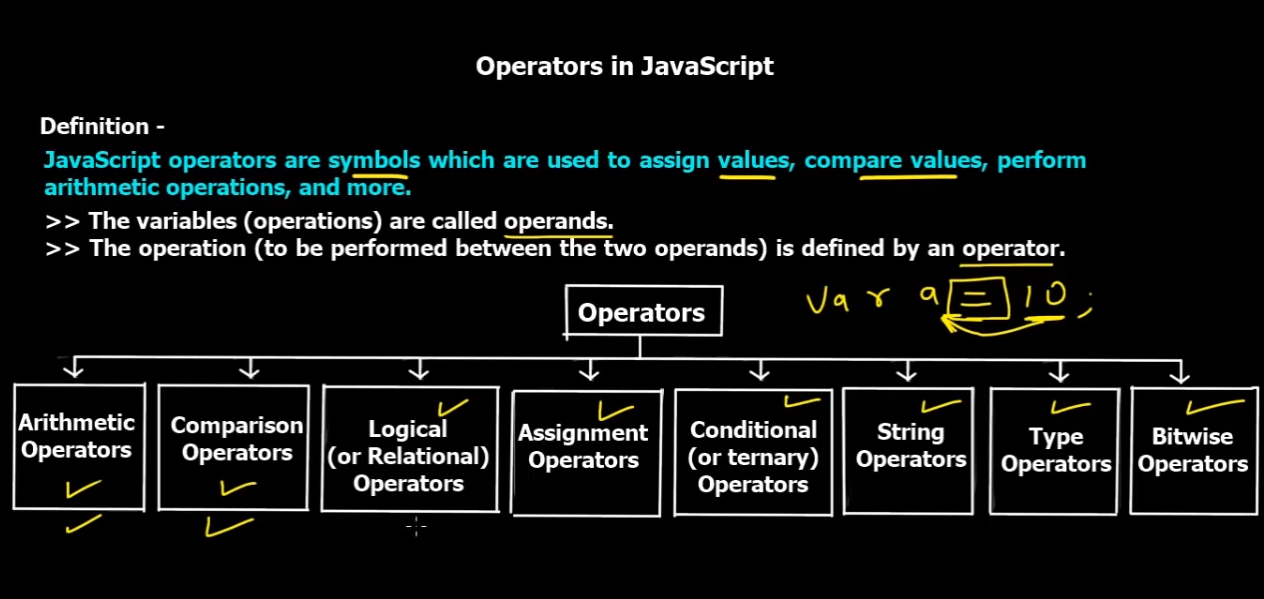 Operators in JavaScript
Definition -
JavaScript operators are symbols which are used to assign values, compare values, perform
arithmetic operations, and more.
>> The variables (operations) are called operands.
>> The operation (to be performed between the two operands) is defined by an operator.
Var a = 10;
Operators
Arithmetic
Operators
Comparison
Operators
Logical
(or Relational)
Operators
Assignment
Operators
Conditional
(or ternary)
Operators
String
Operators
Type
Operators
Bitwise
Operators